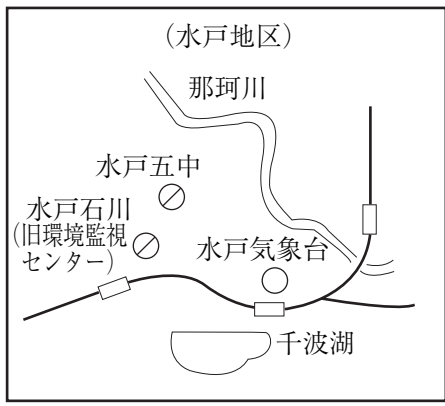 （水戸地区）
那珂川
水戸五中
水戸石川
（旧環境監視
センター）
水戸気象台
千波湖